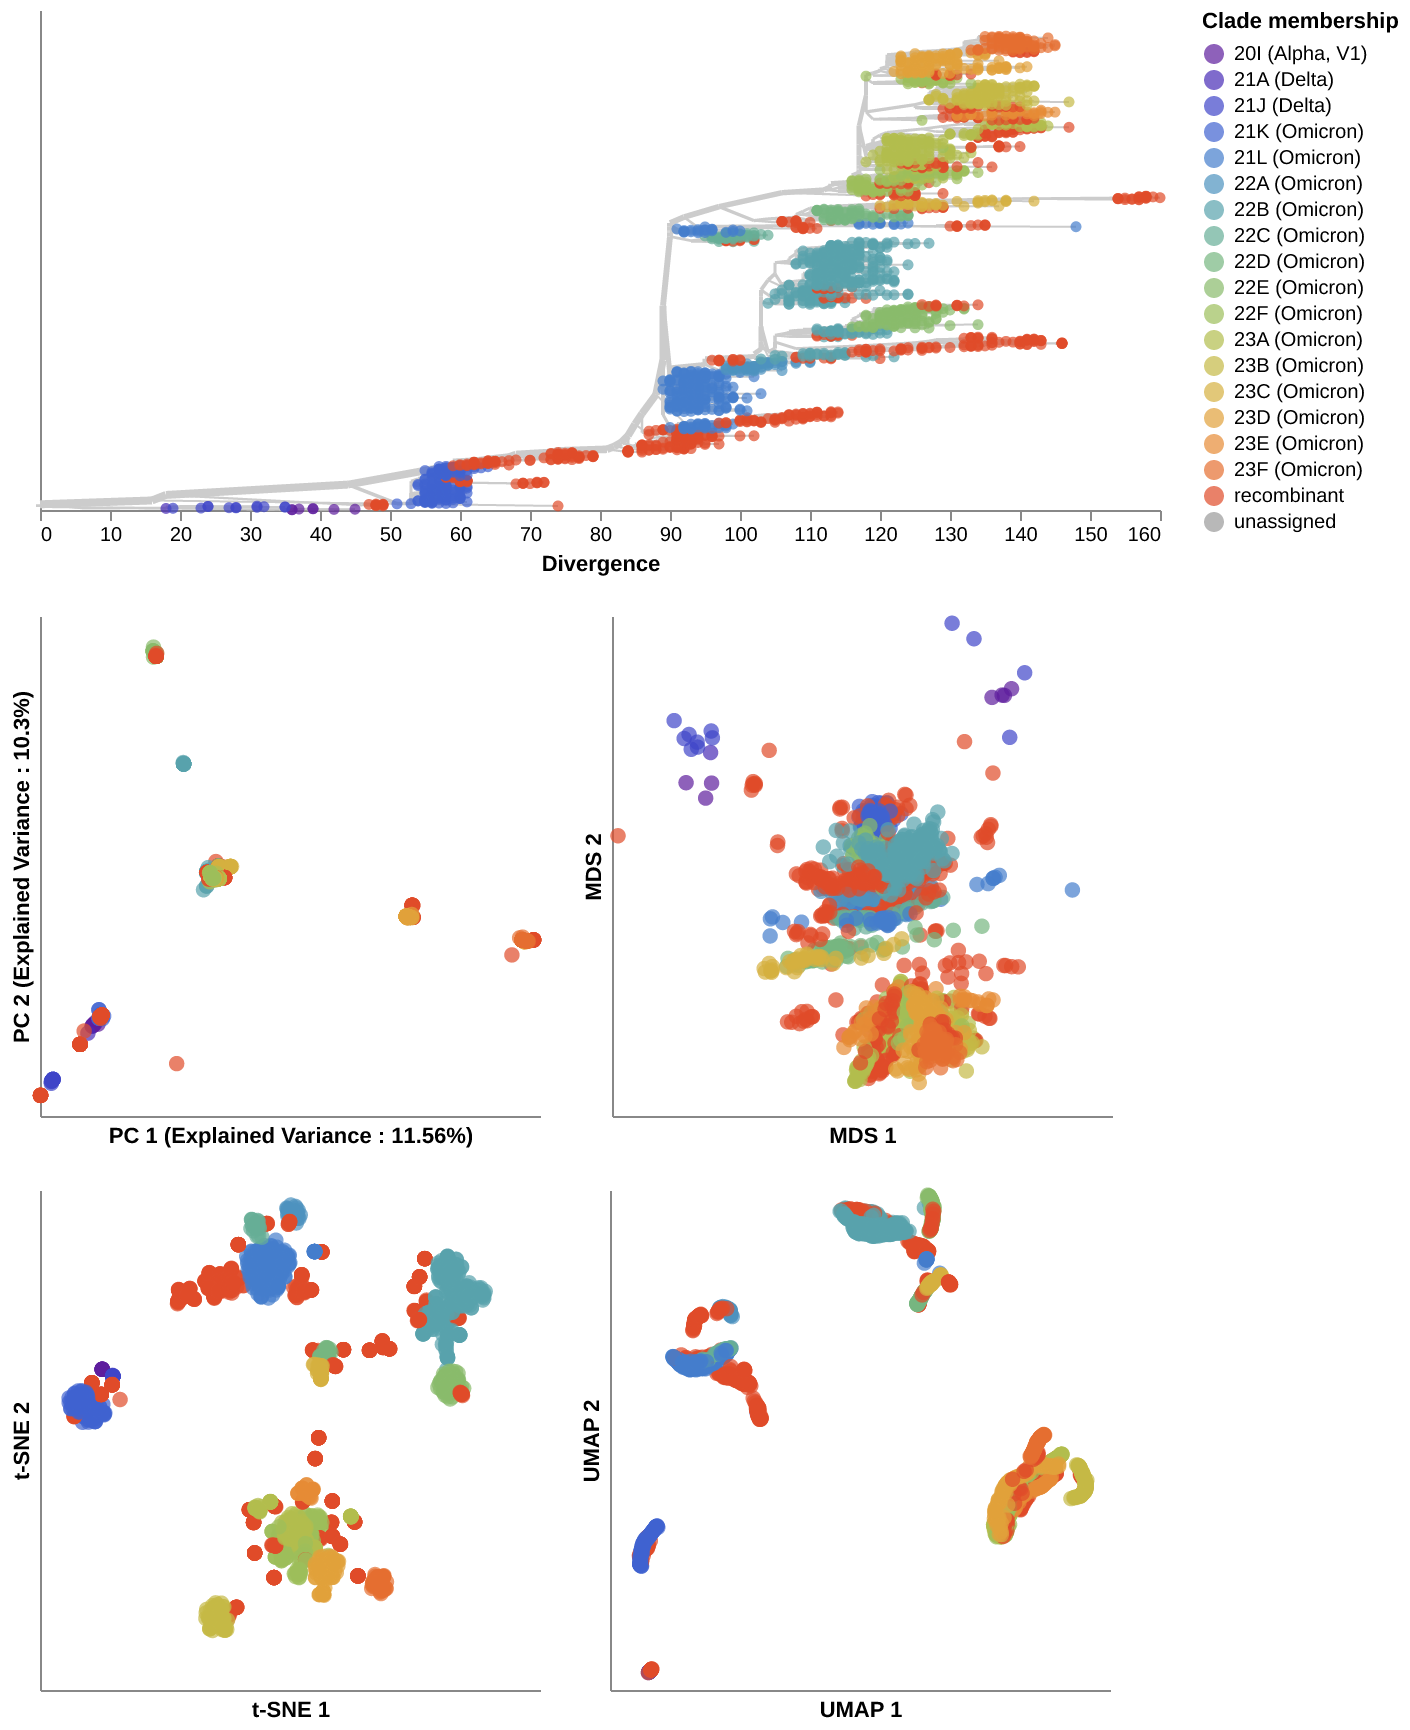 Clade membership
20I (Alpha, V1)
21A (Delta)
21J (Delta)
21K (Omicron)
21L (Omicron)
22A (Omicron)
22B (Omicron)
22C (Omicron)
22D (Omicron)
22E (Omicron)
22F (Omicron)
23A (Omicron)
23B (Omicron)
23C (Omicron)
23D (Omicron)
23E (Omicron)
23F (Omicron)
recombinant
unassigned
0 10 20 30 40 50 60 70 80 90 100 110 120 130 140 150 160
Divergence
PC 2 (Explained Variance : 10.3%)
PC 1 (Explained Variance : 11.56%)
MDS 2
MDS 1
t-SNE 2
t-SNE 1
UMAP 2
UMAP 1